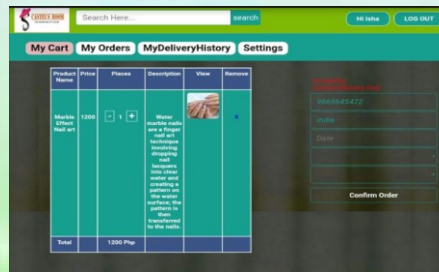 Search Here...
search
Hi Isha
LOG OUT
My Cart
My Orders
MyDeliveryHistory
Settings
Product Name
Price
Pieces
Description
View
Remove
Marble Effect Nail art
1200
- 1 +
Water
marble nails
are a finger
nail art
technique
involving
dropping
nail
lacquers
into clear
water and
creating a
pattern on
the water
surface; the
pattern is
then
transferred
to the nails.
x
Total
1200 Php
india
Date
Confirm Order